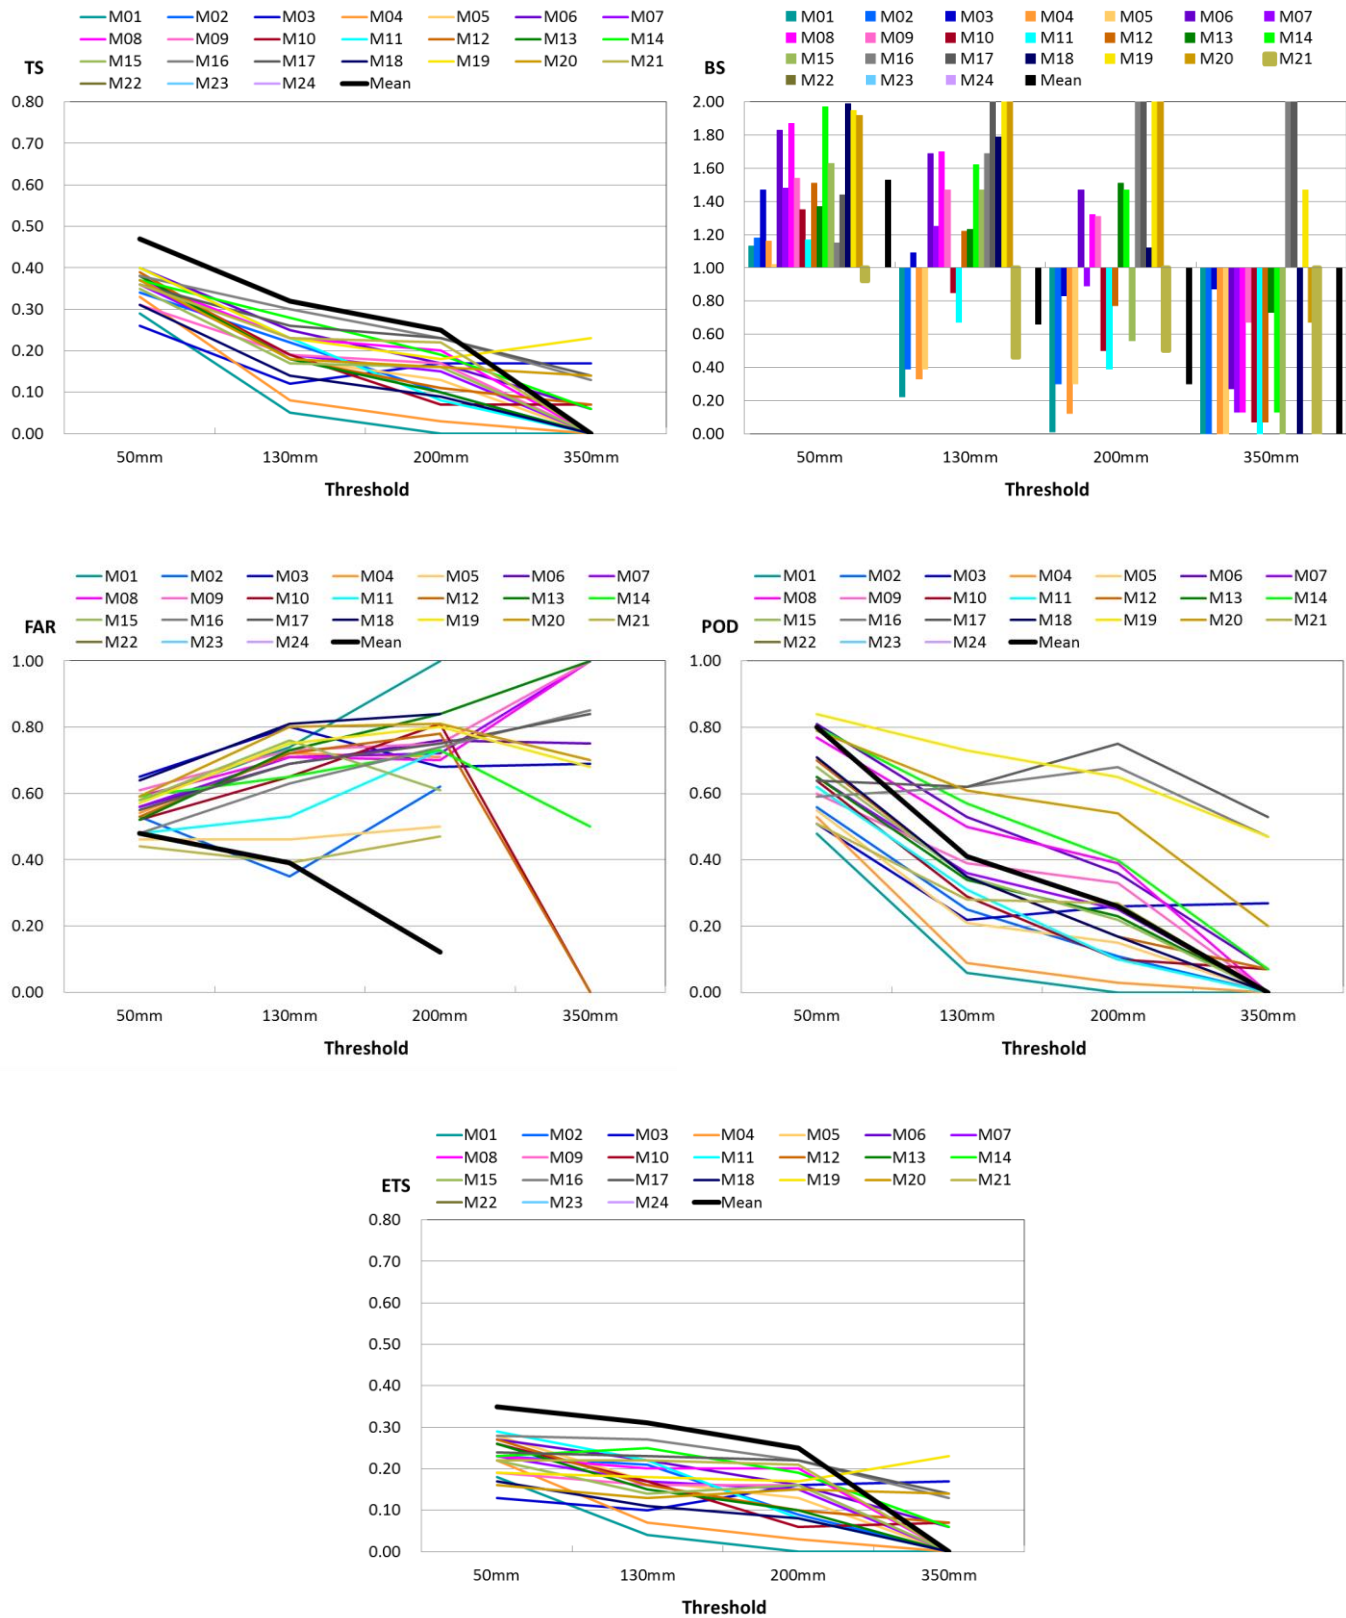 M01 M02 M03 M04 M05 M06 M07
M08 M09 M10 M11 M12 M13 M14
M15 M16 M17 M18 M19 M20 M21
TS M22 M23 M24 Mean
0.80
0.70
0.60
0.50
0.40
0.30
0.20
0.10
0.00
50mm 130mm 200mm 350mm
Threshold
M01 M02 M03 M04 M05 M06 M07
M08 M09 M10 M11 M12 M13 M14
M15 M16 M17 M18 M19 M20 M21
BS M22 M23 M24 Mean
2.00
1.80
1.60
1.40
1.20
1.00
0.80
0.60
0.40
0.20
0.00
50mm 130mm 200mm 350mm
Threshold
M01 M02 M03 M04 M05 M06 M07
M08 M09 M10 M11 M12 M13 M14
FAR M15 M16 M17 M18 M19 M20 M21
M22 M23 M24 Mean
1.00
0.80
0.60
0.40
0.20
0.00
50mm 130mm 200mm 350mm
Threshold
M01 M02 M03 M04 M05 M06 M07
M08 M09 M10 M11 M12 M13 M14
POD M15 M16 M17 M18 M19 M20 M21
M22 M23 M24 Mean
1.00
0.80
0.60
0.40
0.20
0.00
50mm 130mm 200mm 350mm
Threshold
M01 M02 M03 M04 M05 M06 M07
M08 M09 M10 M11 M12 M13 M14
ETS M15 M16 M17 M18 M19 M20 M21
M22 M23 M24 Mean
0.80
0.70
0.60
0.50
0.40
0.30
0.20
0.10
0.00
50mm 130mm 200mm 350mm
Threshold